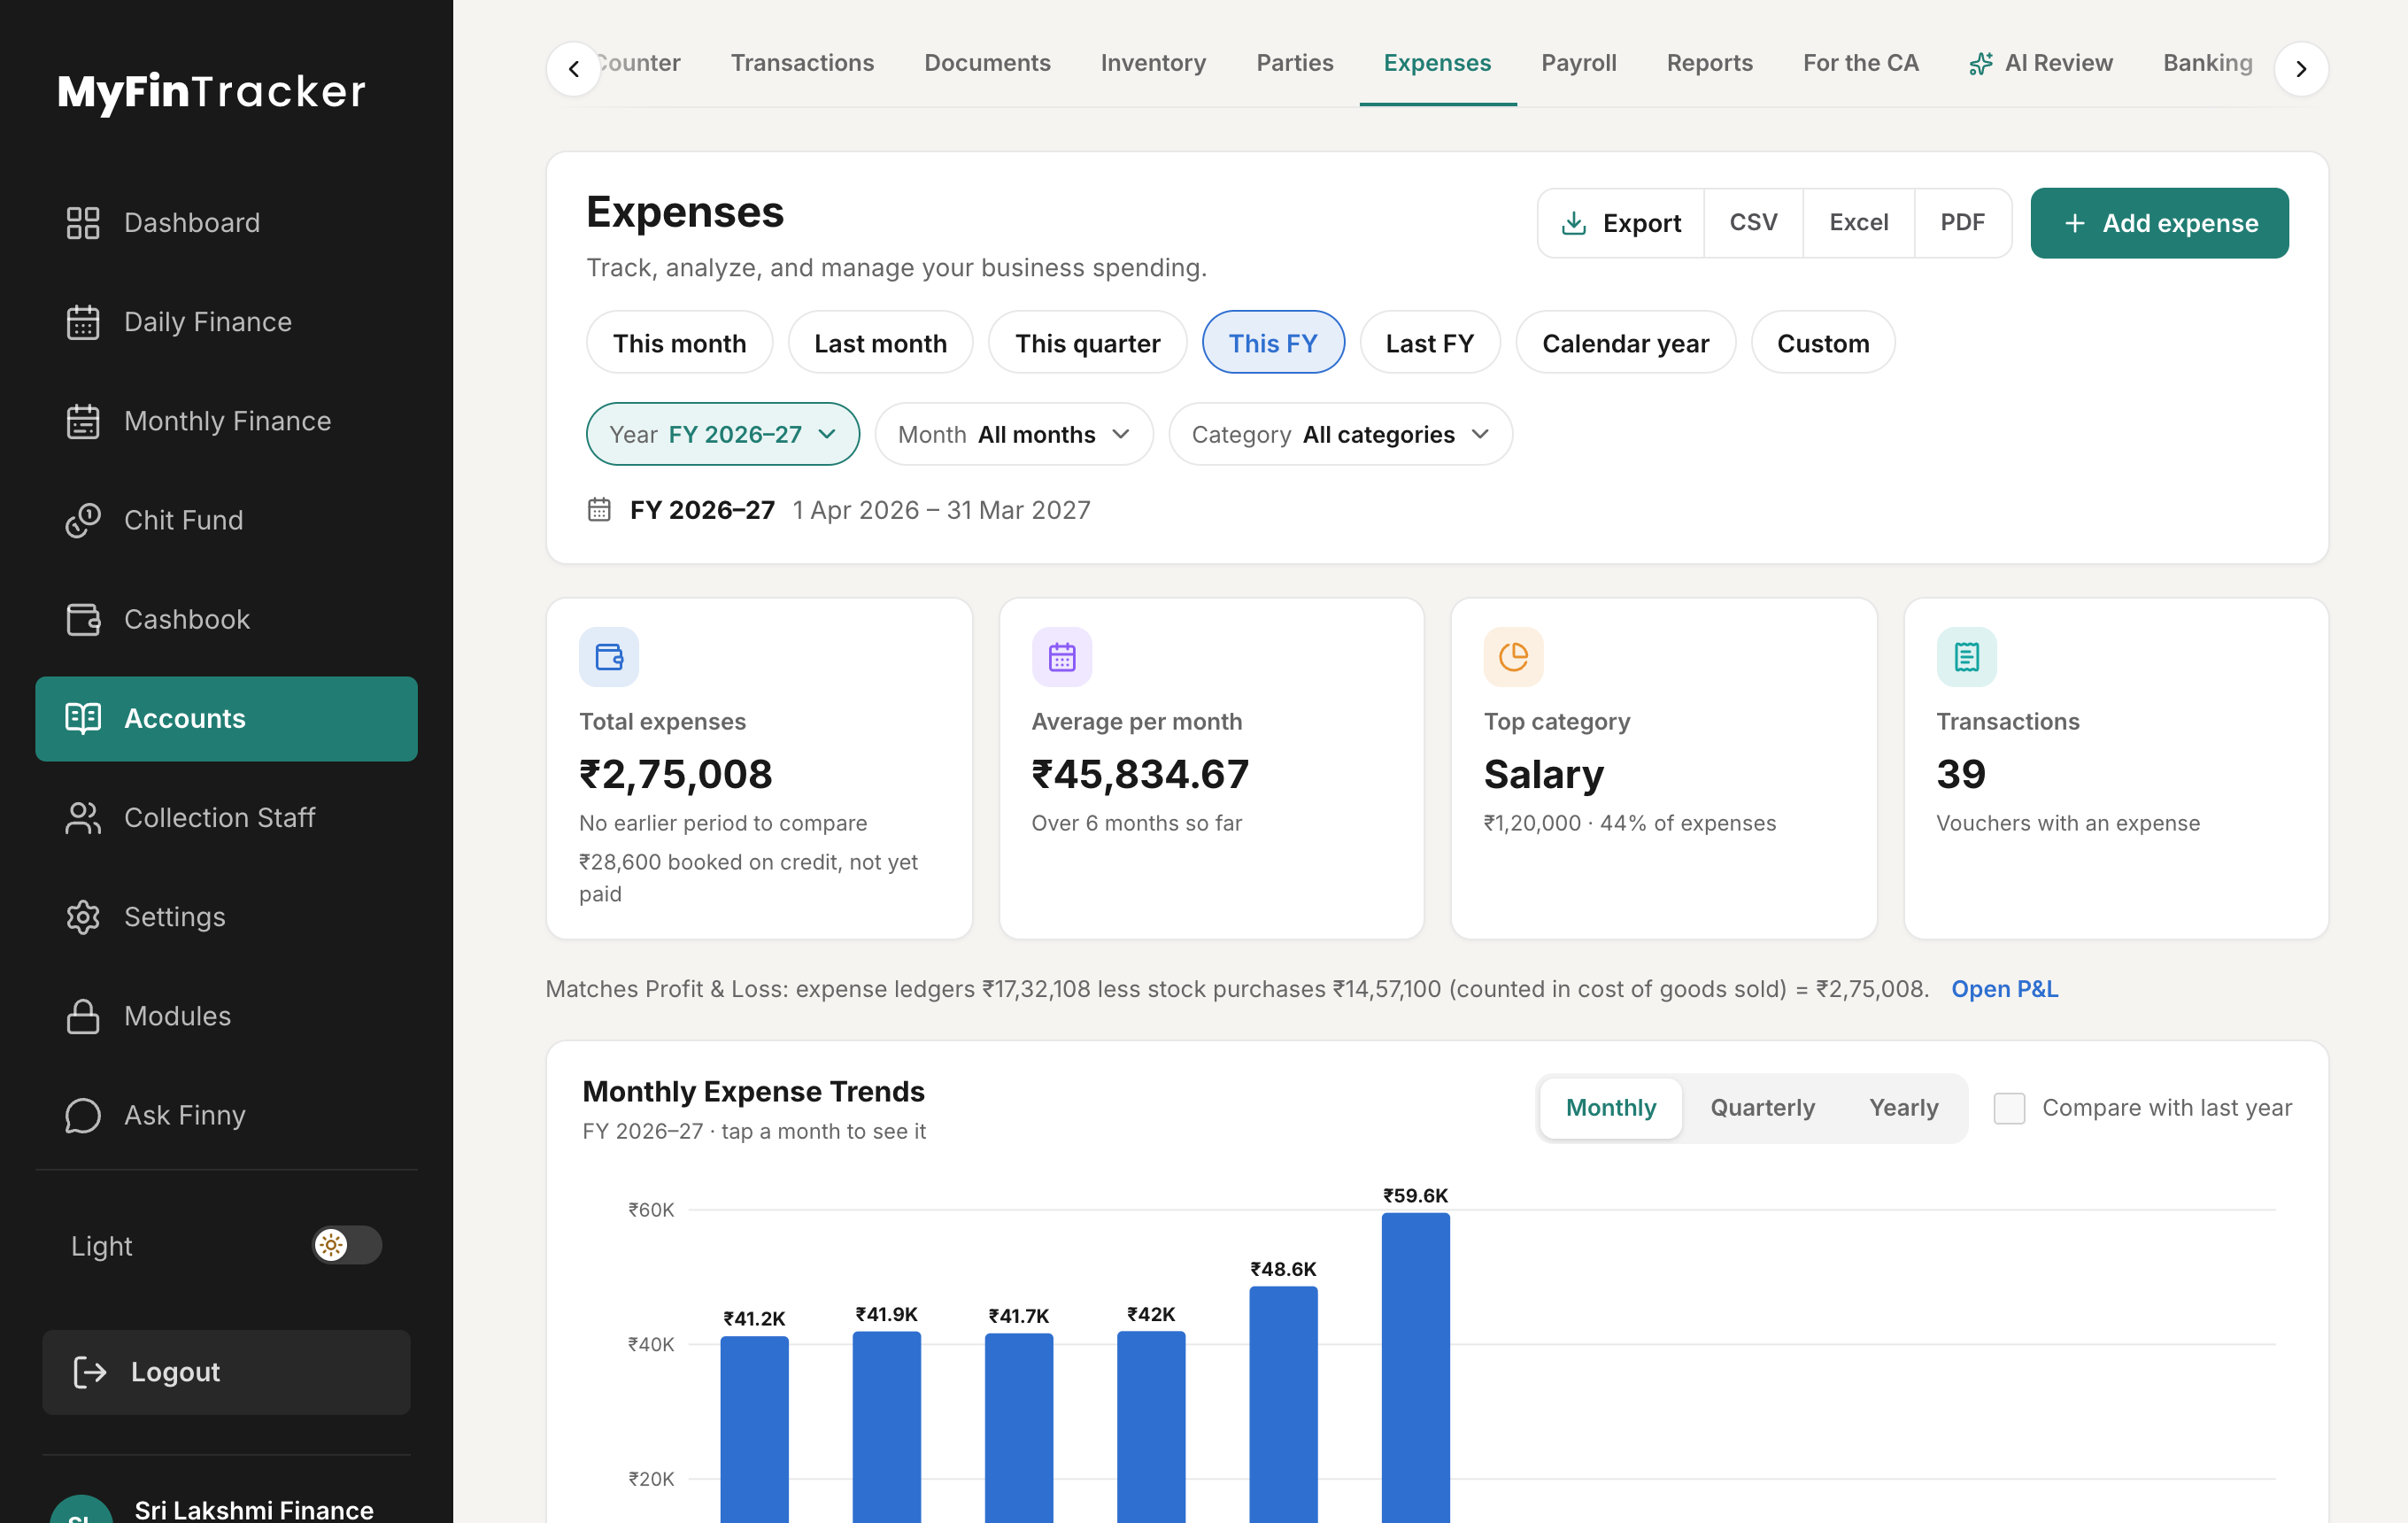 MyFinTracker
Dashboard
Daily Finance
Monthly Finance
Chit Fund
Cashbook
Accounts
Collection Staff
Settings
Modules
Ask Finny
Light
Logout
Sri Lakshmi Finance
Transactions
Documents
Inventory
Parties
Expenses
Payroll
Reports
For the CA
AI Review
Banking
Expenses
Track, analyze, and manage your business spending.
Export
CSV
Excel
PDF
+ Add expense
This month
Last month
This quarter
This FY
Last FY
Calendar year
Custom
Year FY 2026–27
Month All months
Category All categories
FY 2026–27 1 Apr 2026 – 31 Mar 2027
Total expenses
₹2,75,008
No earlier period to compare
₹28,600 booked on credit, not yet
paid
Average per month
₹45,834.67
Over 6 months so far
Top category
Salary
₹1,20,000 · 44% of expenses
Transactions
39
Vouchers with an expense
Matches Profit & Loss: expense ledgers ₹17,32,108 less stock purchases ₹14,57,100 (counted in cost of goods sold) = ₹2,75,008. Open P&L
Monthly Expense Trends
FY 2026–27 · tap a month to see it
Monthly
Quarterly
Yearly
Compare with last year
₹60K
₹40K
₹20K
₹41.2K
₹41.9K
₹41.7K
₹42K
₹48.6K
₹59.6K